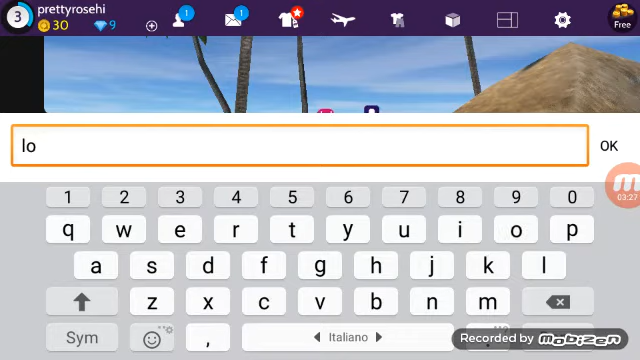 3 prettyrosehi
30 9 1 1 Free
lo OK
03:27
1 2 3 4 5 6 7 8 9 0
q w e r t y u i o p
a s d f g h j k l
z x c v b n m
Sym , Italiano
Recorded by MOBIZEN